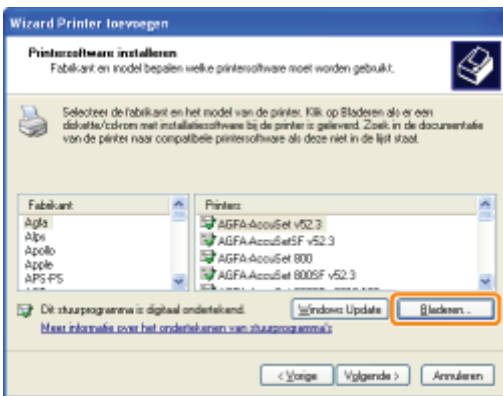 Wizard Printer toevoegen
Printersoftware installeren
Fabrikant en model bepalen welke printersoftware moet worden gebruikt.
Selecteer de fabrikant en het model van de printer. Klik op Bladeren als er een
diskette/cd-rom met installatiesoftware bij de printer is geleverd. Zoek in de documentatie
van de printer naar compatibele printersoftware als deze niet in de lijst staat.
Fabrikant
Agfa
Alps
Apollo
Apple
APS-PS
Printers
AGFA-AccuSet v52.3
AGFA-AccuSetSF v52.3
AGFA-AccuSet 800
AGFA-AccuSet 800SF v52.3
Dit stuurprogramma is digitaal ondertekend.
Meer informatie over het ondertekenen van stuurprogramma's
Windows Update
Bladeren...
< Vorige
Volgende >
Annuleren